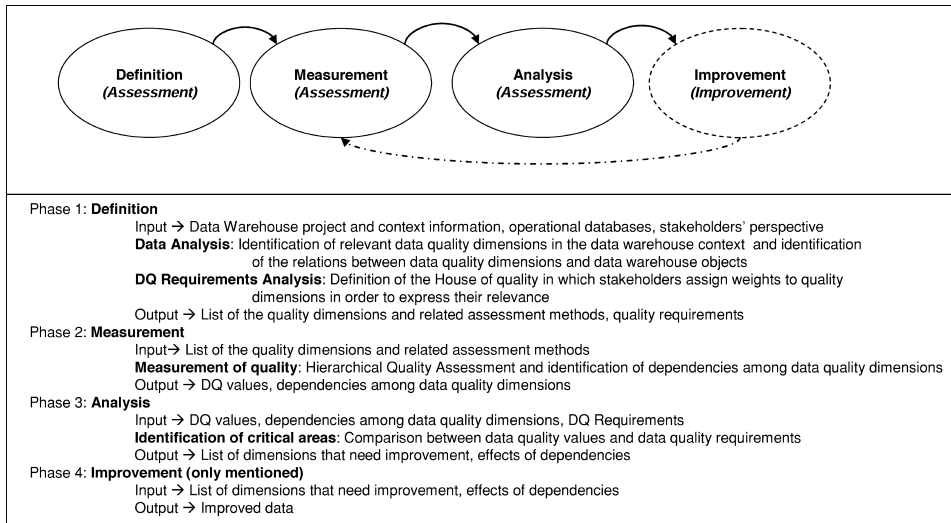 Definition
(Assessment)
Measurement
(Assessment)
Analysis
(Assessment)
Improvement
(Improvement)
Phase 1: Definition
Input → Data Warehouse project and context information, operational databases, stakeholders' perspective
Data Analysis: Identification of relevant data quality dimensions in the data warehouse context and identification
of the relations between data quality dimensions and data warehouse objects
DQ Requirements Analysis: Definition of the House of quality in which stakeholders assign weights to quality
dimensions in order to express their relevance
Output → List of the quality dimensions and related assessment methods, quality requirements
Phase 2: Measurement
Input→ List of the quality dimensions and related assessment methods
Measurement of quality: Hierarchical Quality Assessment and identification of dependencies among data quality dimensions
Output → DQ values, dependencies among data quality dimensions
Phase 3: Analysis
Input → DQ values, dependencies among data quality dimensions, DQ Requirements
Identification of critical areas: Comparison between data quality values and data quality requirements
Output → List of dimensions that need improvement, effects of dependencies
Phase 4: Improvement (only mentioned)
Input → List of dimensions that need improvement, effects of dependencies
Output → Improved data